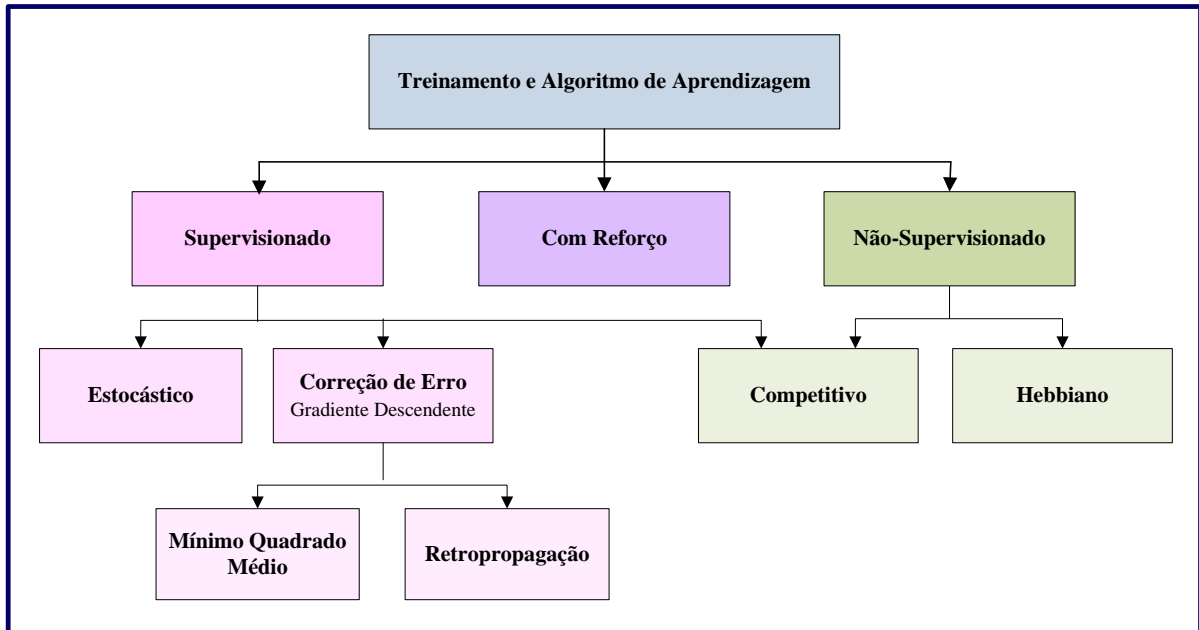 Treinamento e Algoritmo de Aprendizagem
Supervisionado
Com Reforço
Não-Supervisionado
Estocástico
Correção de Erro
Gradiente Descendente
Competitivo
Hebbiano
Mínimo Quadrado
Médio
Retropropagação